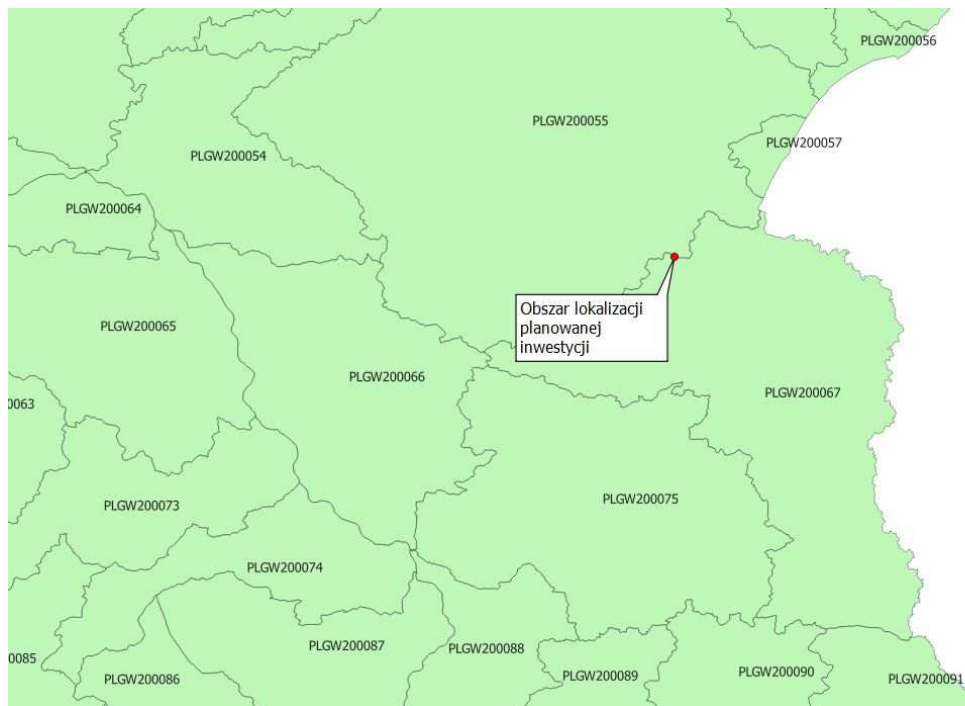 PLGW200056
PLGW200055
PLGW200057
PLGW200054
PLGW200064
Obszar lokalizacji
planowanej
inwestycji
PLGW200065
PLGW200066
PLGW200067
0063
PLGW200075
PLGW200073
PLGW200074
PLGW200087
PLGW200088
00085
PLGW200086
PLGW200089
PLGW200090
PLGW200091